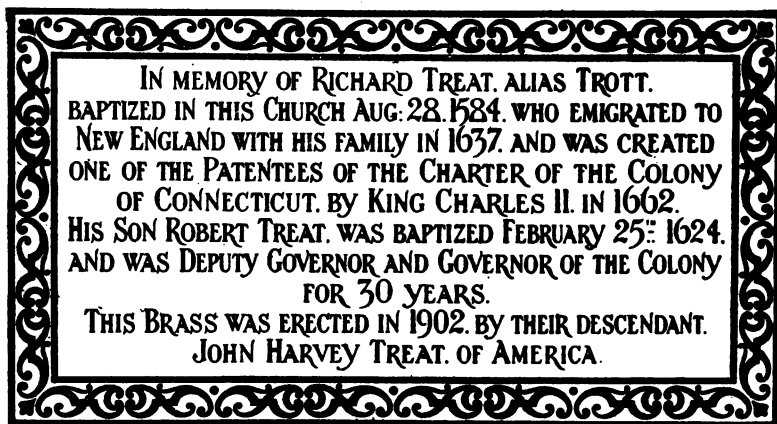 IN MEMORY OF RICHARD TREAT. ALIAS TROTT.
BAPTIZED IN THIS CHURCH AUG: 28. 1584. WHO EMIGRATED TO
NEW ENGLAND WITH HIS FAMILY IN 1637. AND WAS CREATED
ONE OF THE PATENTEES OF THE CHARTER OF THE COLONY
OF CONNECTICUT. BY KING CHARLES II. IN 1662.
HIS SON ROBERT TREAT. WAS BAPTIZED FEBRUARY 25TH 1624.
AND WAS DEPUTY GOVERNOR AND GOVERNOR OF THE COLONY
FOR 30 YEARS.
THIS BRASS WAS ERECTED IN 1902. BY THEIR DESCENDANT.
JOHN HARVEY TREAT. OF AMERICA.